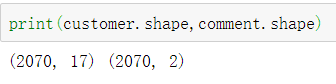 print(customer.shape,comment.shape)
(2070, 17) (2070, 2)